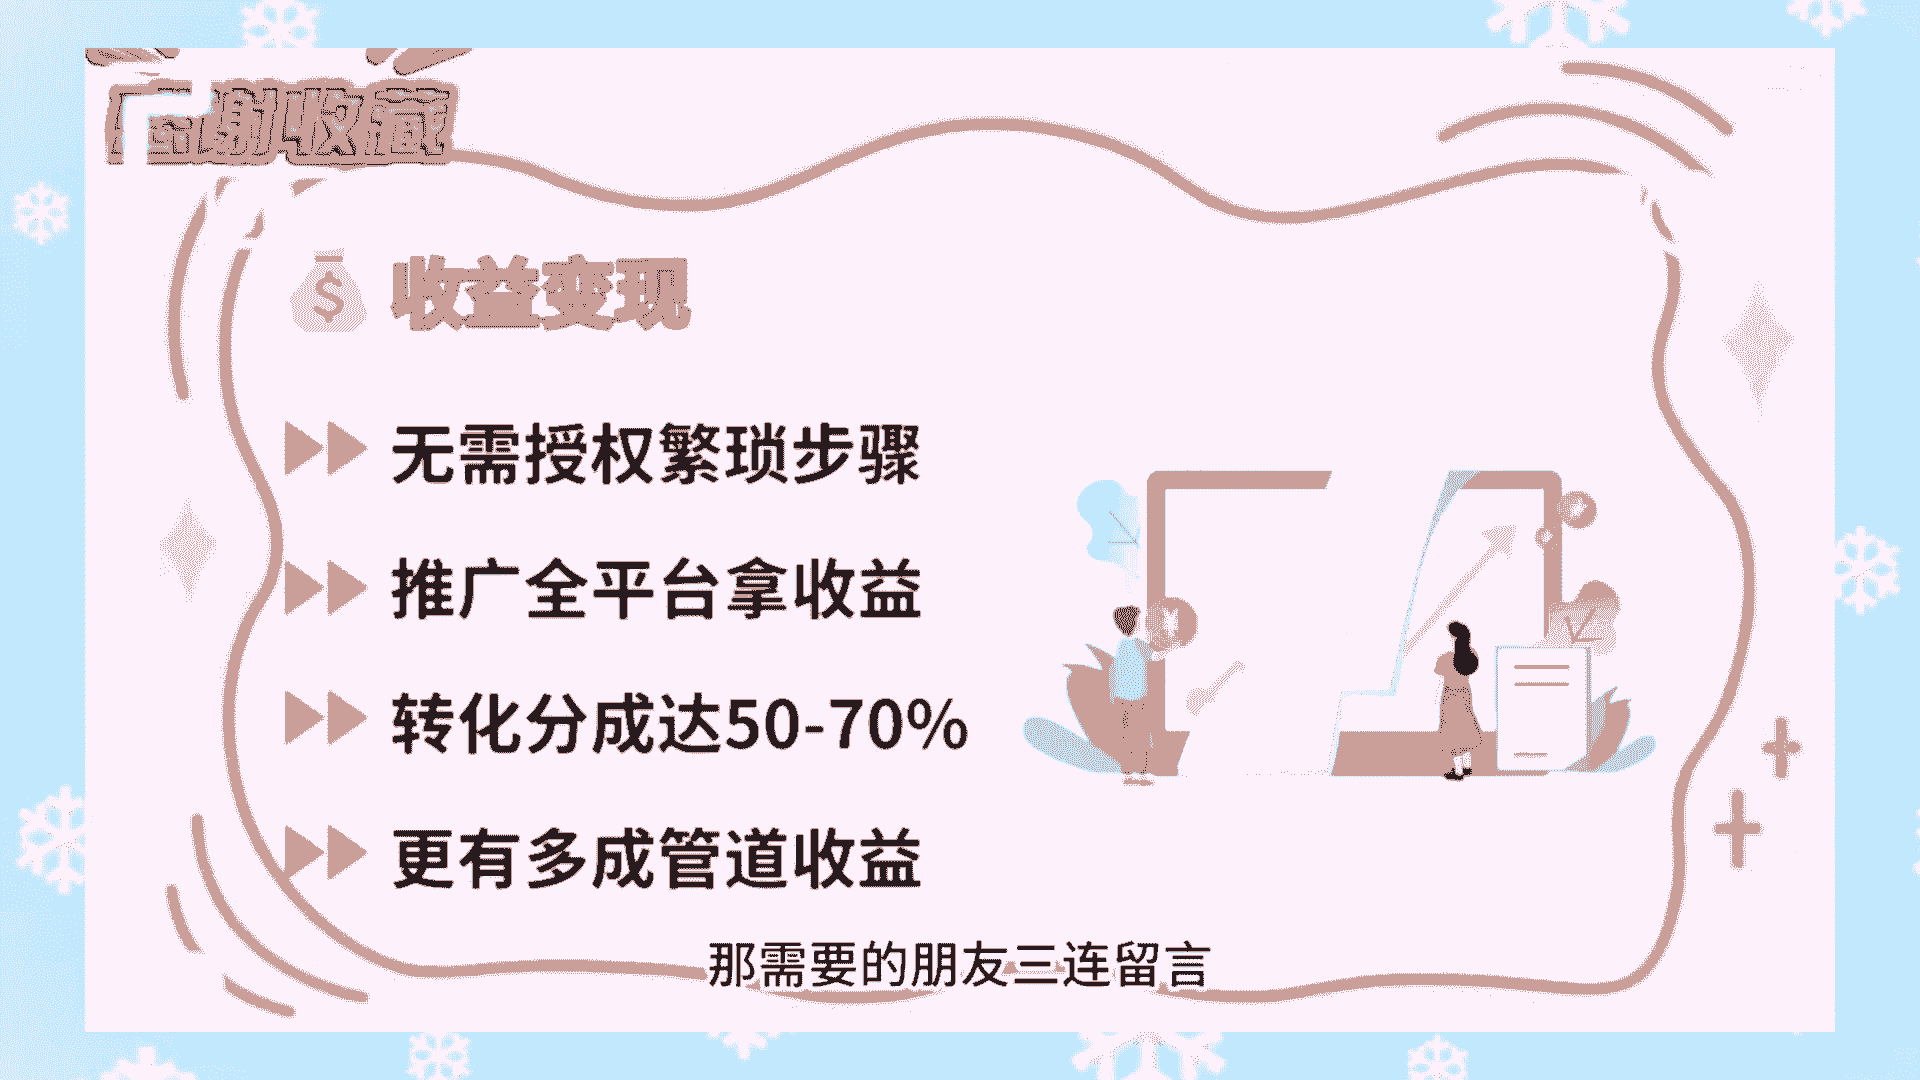 感谢收藏
收益变现
无需授权繁琐步骤
推广全平台拿收益
转化分成达50-70%
更有多成管道收益
那需要的朋友三连留言